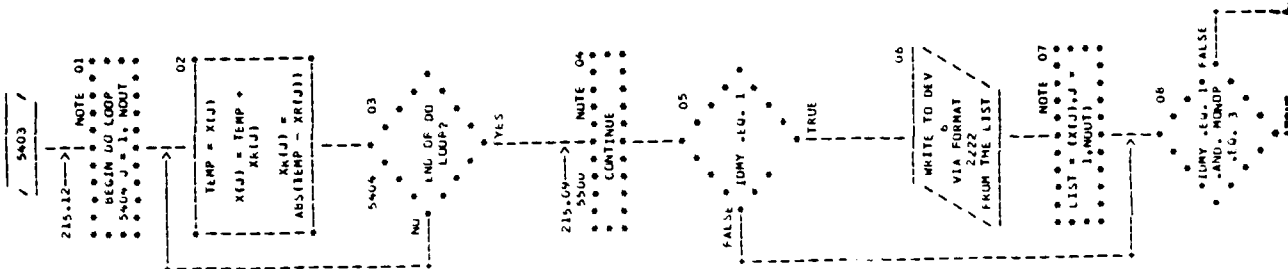 / 5403 /
215.12---->
NOTE 01
BEGIN DO LOOP
5404 J = 1, NOUT
02
TEMP = X(J)
X(J) = TEMP +
XR(J)
XR(J) =
ABS(TEMP - XR(J))
5404 03
END OF DO
LOOP?
NO
YES
215.09---->
NOTE 04
5500
CONTINUE
05
IDMY .EQ. 1
FALSE
TRUE
06
WRITE TO DEV
6
VIA FORMAT
2222
FROM THE LIST
NOTE 07
LIST = (X(J),J =
1,NOUT)
08
IDMY .EQ. 1
FALSE
.AND. MONOP
.EQ. 3